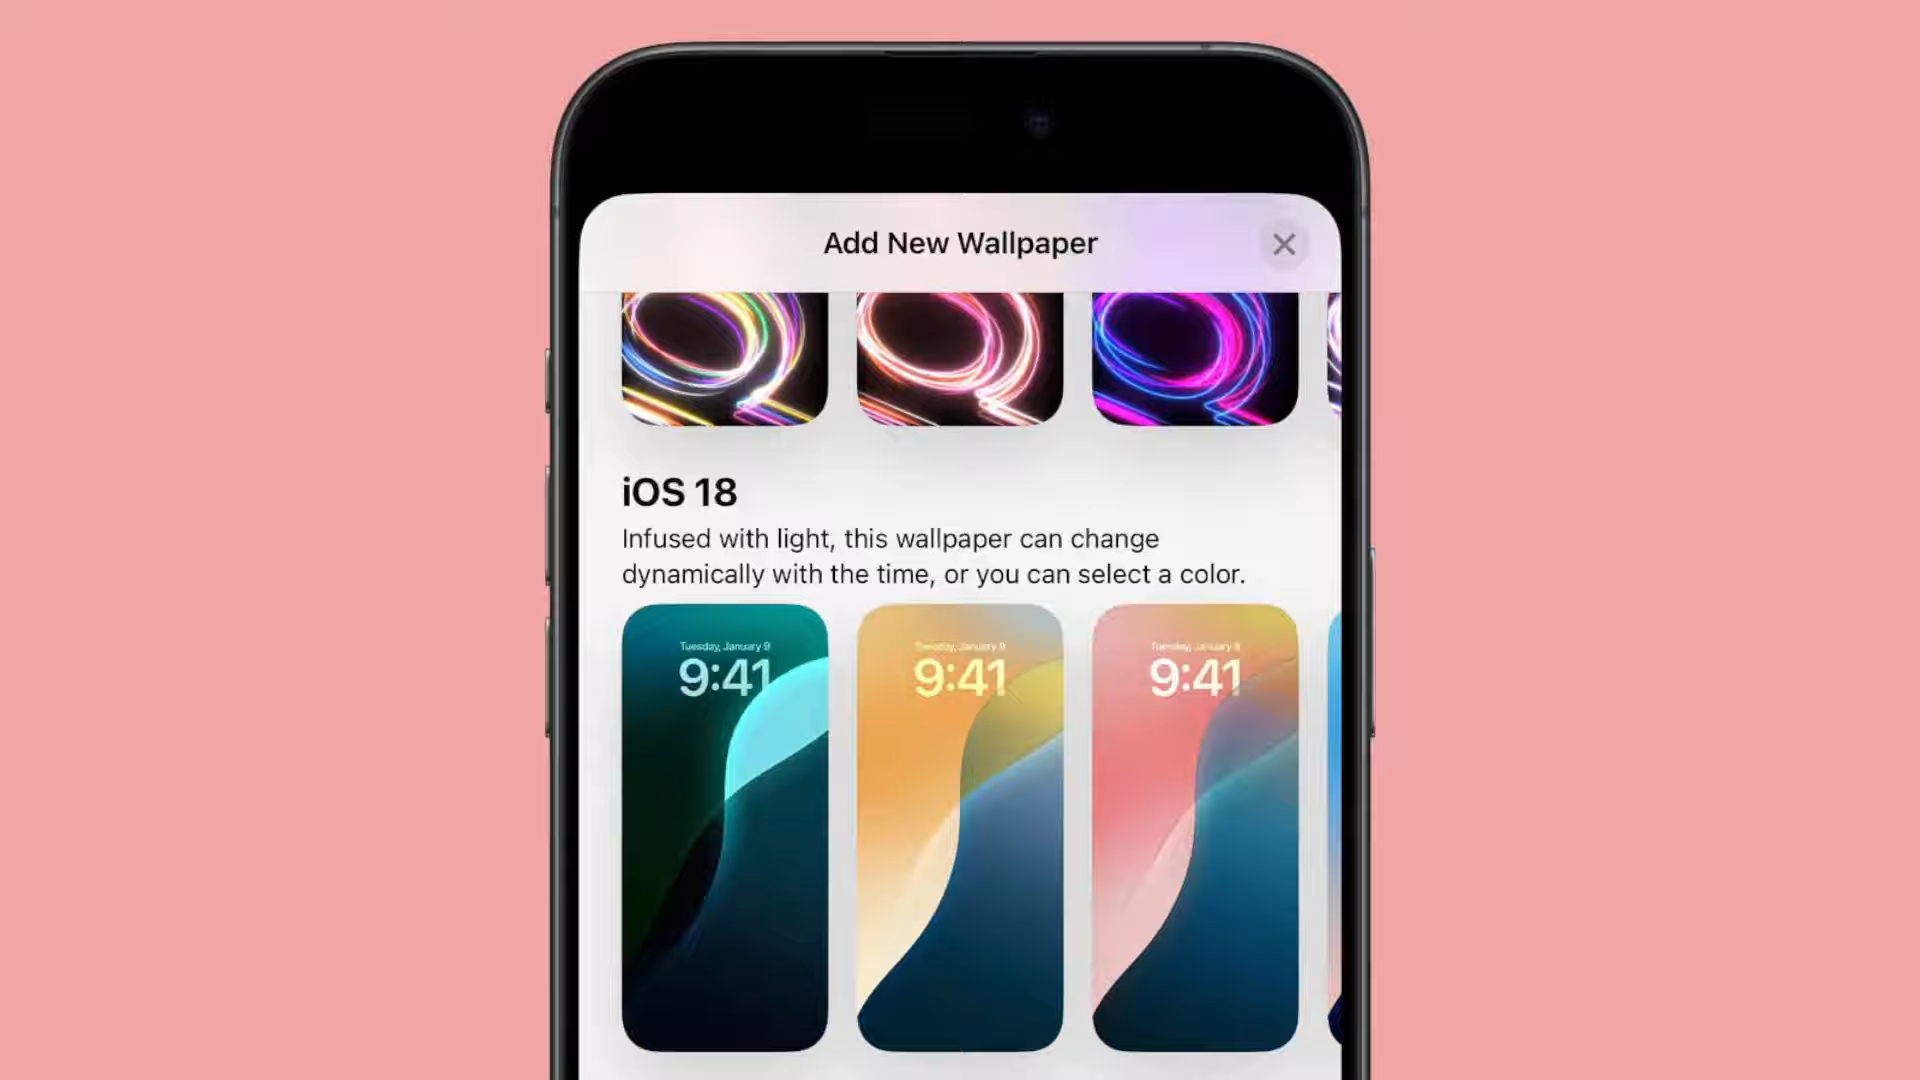 Add New Wallpaper
iOS 18
Infused with light, this wallpaper can change
dynamically with the time, or you can select a color.
Tuesday, January 9
9:41
Tuesday, January 9
9:41
Tuesday, January 9
9:41